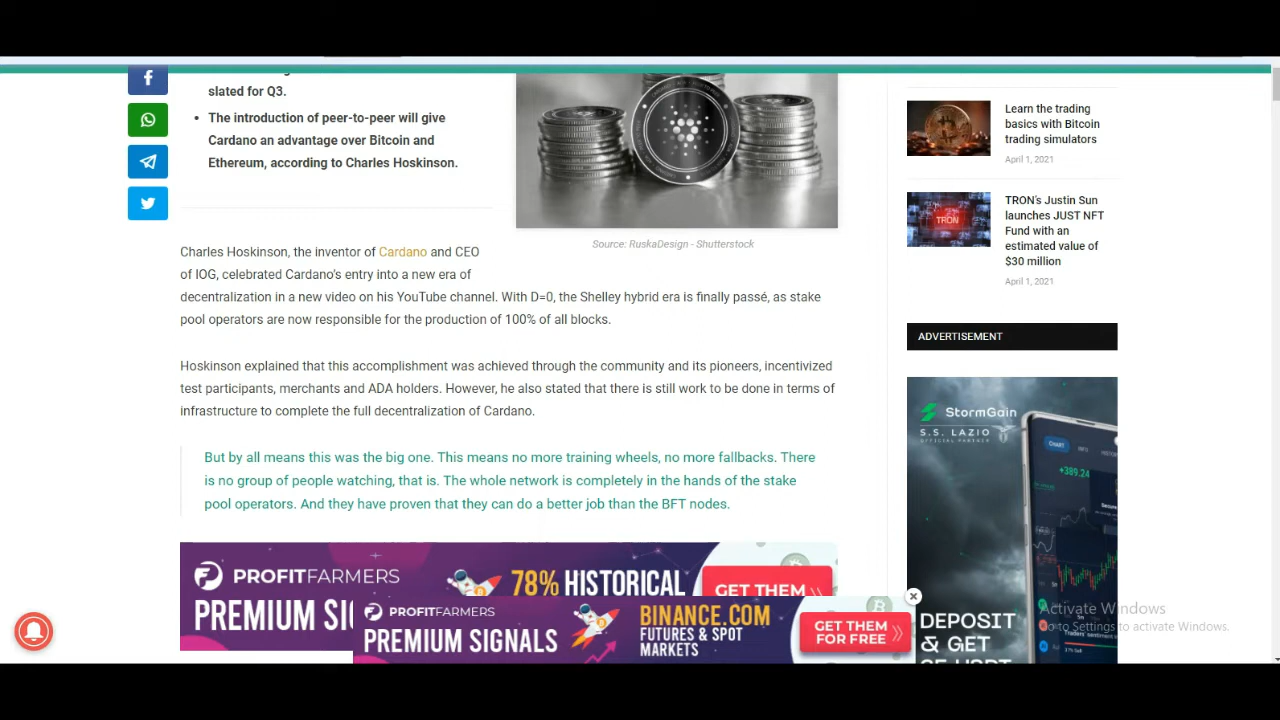 slated for Q3.
• The introduction of peer-to-peer will give
Cardano an advantage over Bitcoin and
Ethereum, according to Charles Hoskinson.
Source: RuskaDesign - Shutterstock
Charles Hoskinson, the inventor of Cardano and CEO
of IOG, celebrated Cardano's entry into a new era of
decentralization in a new video on his YouTube channel. With D=0, the Shelley hybrid era is finally passé, as stake
pool operators are now responsible for the production of 100% of all blocks.
Hoskinson explained that this accomplishment was achieved through the community and its pioneers, incentivized
test participants, merchants and ADA holders. However, he also stated that there is still work to be done in terms of
infrastructure to complete the full decentralization of Cardano.
But by all means this was the big one. This means no more training wheels, no more fallbacks. There
is no group of people watching, that is. The whole network is completely in the hands of the stake
pool operators. And they have proven that they can do a better job than the BFT nodes.
PROFITFARMERS
PREMIUM SI
78% HISTORICAL
GET THEM
PROFITFARMERS
PREMIUM SIGNALS
BINANCE.COM
FUTURES & SPOT
MARKETS
GET THEM
FOR FREE
Learn the trading
basics with Bitcoin
trading simulators
April 1, 2021
TRON
TRON's Justin Sun
launches JUST NFT
Fund with an
estimated value of
$30 million
April 1, 2021
ADVERTISEMENT
StormGain
S.S. LAZIO
OFFICIAL PARTNER
CHART
+389.24
DEPOSIT
& GET
Activate Windows
Go to Settings to activate Windows.